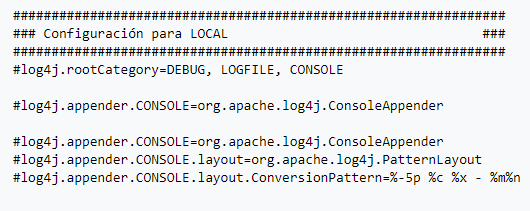 ###############################################################
### Configuración para LOCAL                                ###
###############################################################
#log4j.rootCategory=DEBUG, LOGFILE, CONSOLE
#log4j.appender.CONSOLE=org.apache.log4j.ConsoleAppender
#log4j.appender.CONSOLE=org.apache.log4j.ConsoleAppender
#log4j.appender.CONSOLE.layout=org.apache.log4j.PatternLayout
#log4j.appender.CONSOLE.layout.ConversionPattern=%-5p %c %x - %m%n